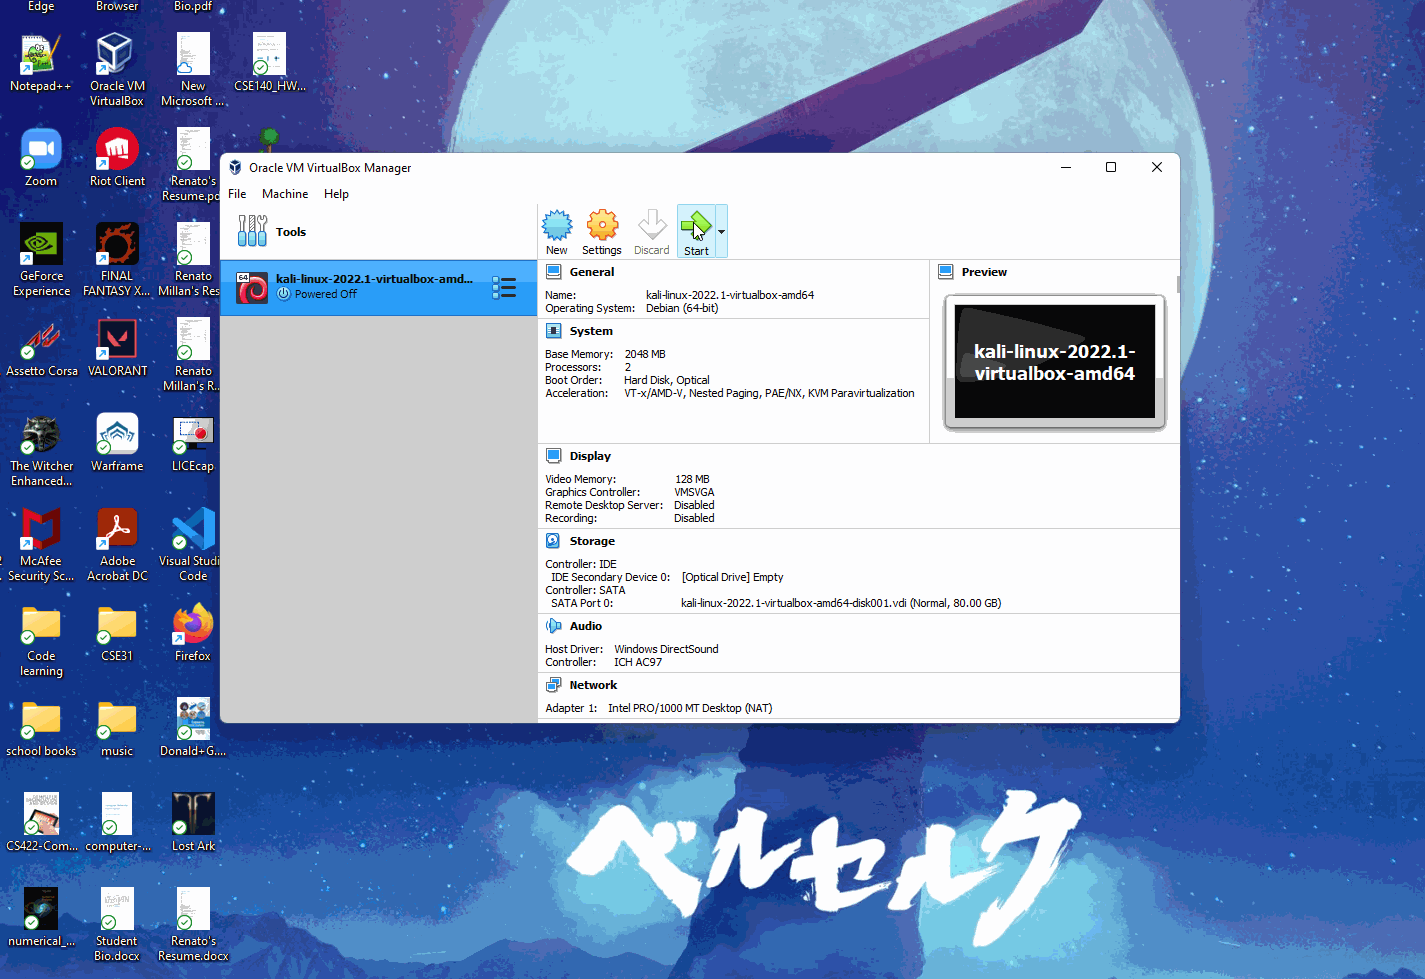 Edge
Browser
Bio.pdf
Notepad++
Oracle VM
VirtualBox
New
Microsoft ...
CSE140_HW...
Zoom
Riot Client
Renato's
Resume.pd
GeForce
Experience
FINAL
FANTASY X...
Renato
Millan's Res
Assetto Corsa
VALORANT
Renato
Millan's R...
The Witcher
Enhanced...
Warframe
LICEcap
McAfee
Security Sc...
Adobe
Acrobat DC
Visual Studi
Code
Code
learning
CSE31
Firefox
school books
music
Donald+G....
CS422-Com...
computer-...
Lost Ark
numerical_...
Student
Bio.docx
Renato's
Resume.docx
Oracle VM VirtualBox Manager
File Machine Help
Tools
New
Settings
Discard
Start
64
kali-linux-2022.1-virtualbox-amd...
Powered Off
General
Name: kali-linux-2022.1-virtualbox-amd64
Operating System: Debian (64-bit)
System
Base Memory: 2048 MB
Processors: 2
Boot Order: Hard Disk, Optical
Acceleration: VT-x/AMD-V, Nested Paging, PAE/NX, KVM Paravirtualization
Preview
kali-linux-2022.1-
virtualbox-amd64
Display
Video Memory: 128 MB
Graphics Controller: VMSVGA
Remote Desktop Server: Disabled
Recording: Disabled
Storage
Controller: IDE
IDE Secondary Device 0: [Optical Drive] Empty
Controller: SATA
SATA Port 0: kali-linux-2022.1-virtualbox-amd64-disk001.vdi (Normal, 80.00 GB)
Audio
Host Driver: Windows DirectSound
Controller: ICH AC97
Network
Adapter 1: Intel PRO/1000 MT Desktop (NAT)
ベルセルク